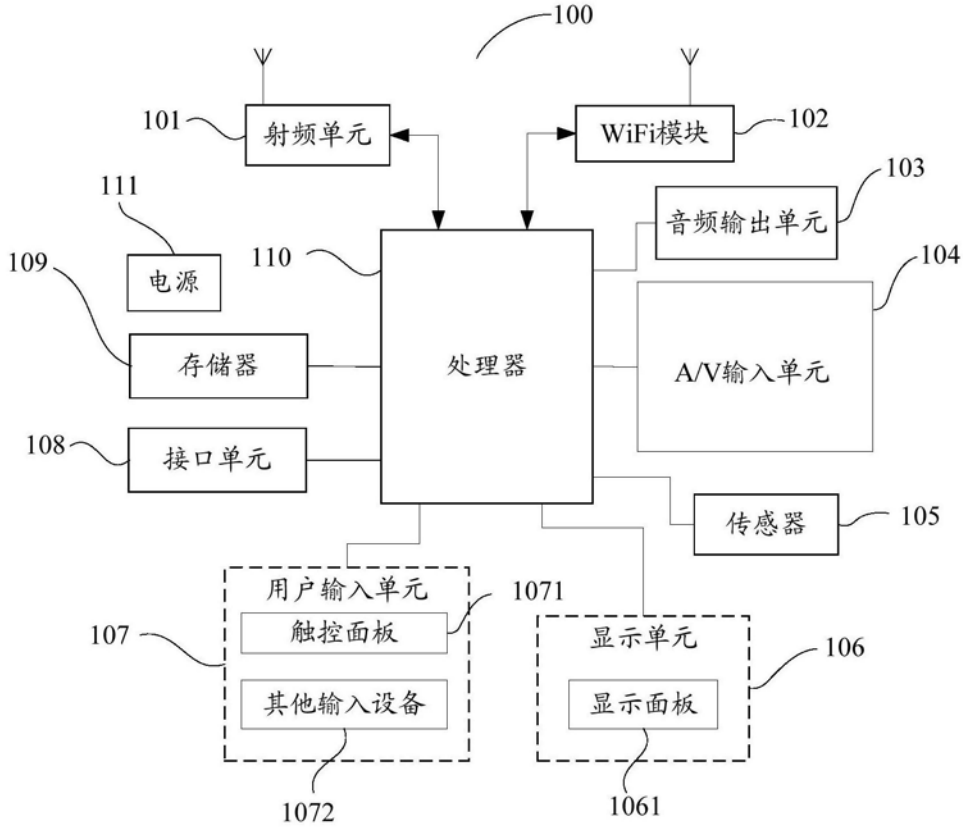 100
101
射频单元
WiFi模块
102
111
103
音频输出单元
110
109
电源
104
存储器
处理器
A/V输入单元
108
接口单元
传感器
105
用户输入单元
1071
107
触控面板
显示单元
106
其他输入设备
显示面板
1072
1061